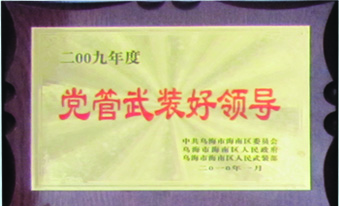 二00九年度
党管武装好领导
中共乌海市海南区委员会
乌海市海南区人民政府
乌海市海南区人民武装部
二〇一〇年一月